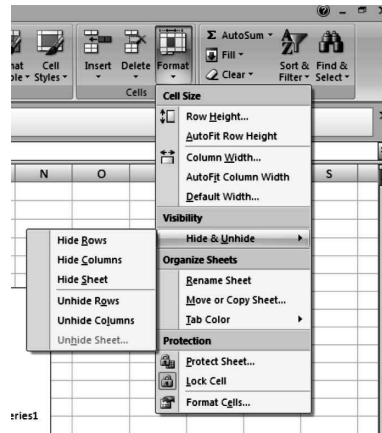 Σ AutoSum
Fill
Clear
Cell
Styles
Insert
Delete
Format
Sort &
Filter
Find &
Select
Cells
Cell Size
Row Height...
AutoFit Row Height
Column Width...
AutoFit Column Width
Default Width...
Visibility
Hide & Unhide
Organize Sheets
Rename Sheet
Move or Copy Sheet...
Tab Color
Protection
Protect Sheet...
Lock Cell
Format Cells...
N
O
S
Hide Rows
Hide Columns
Hide Sheet
Unhide Rows
Unhide Columns
Unhide Sheet...
eries1